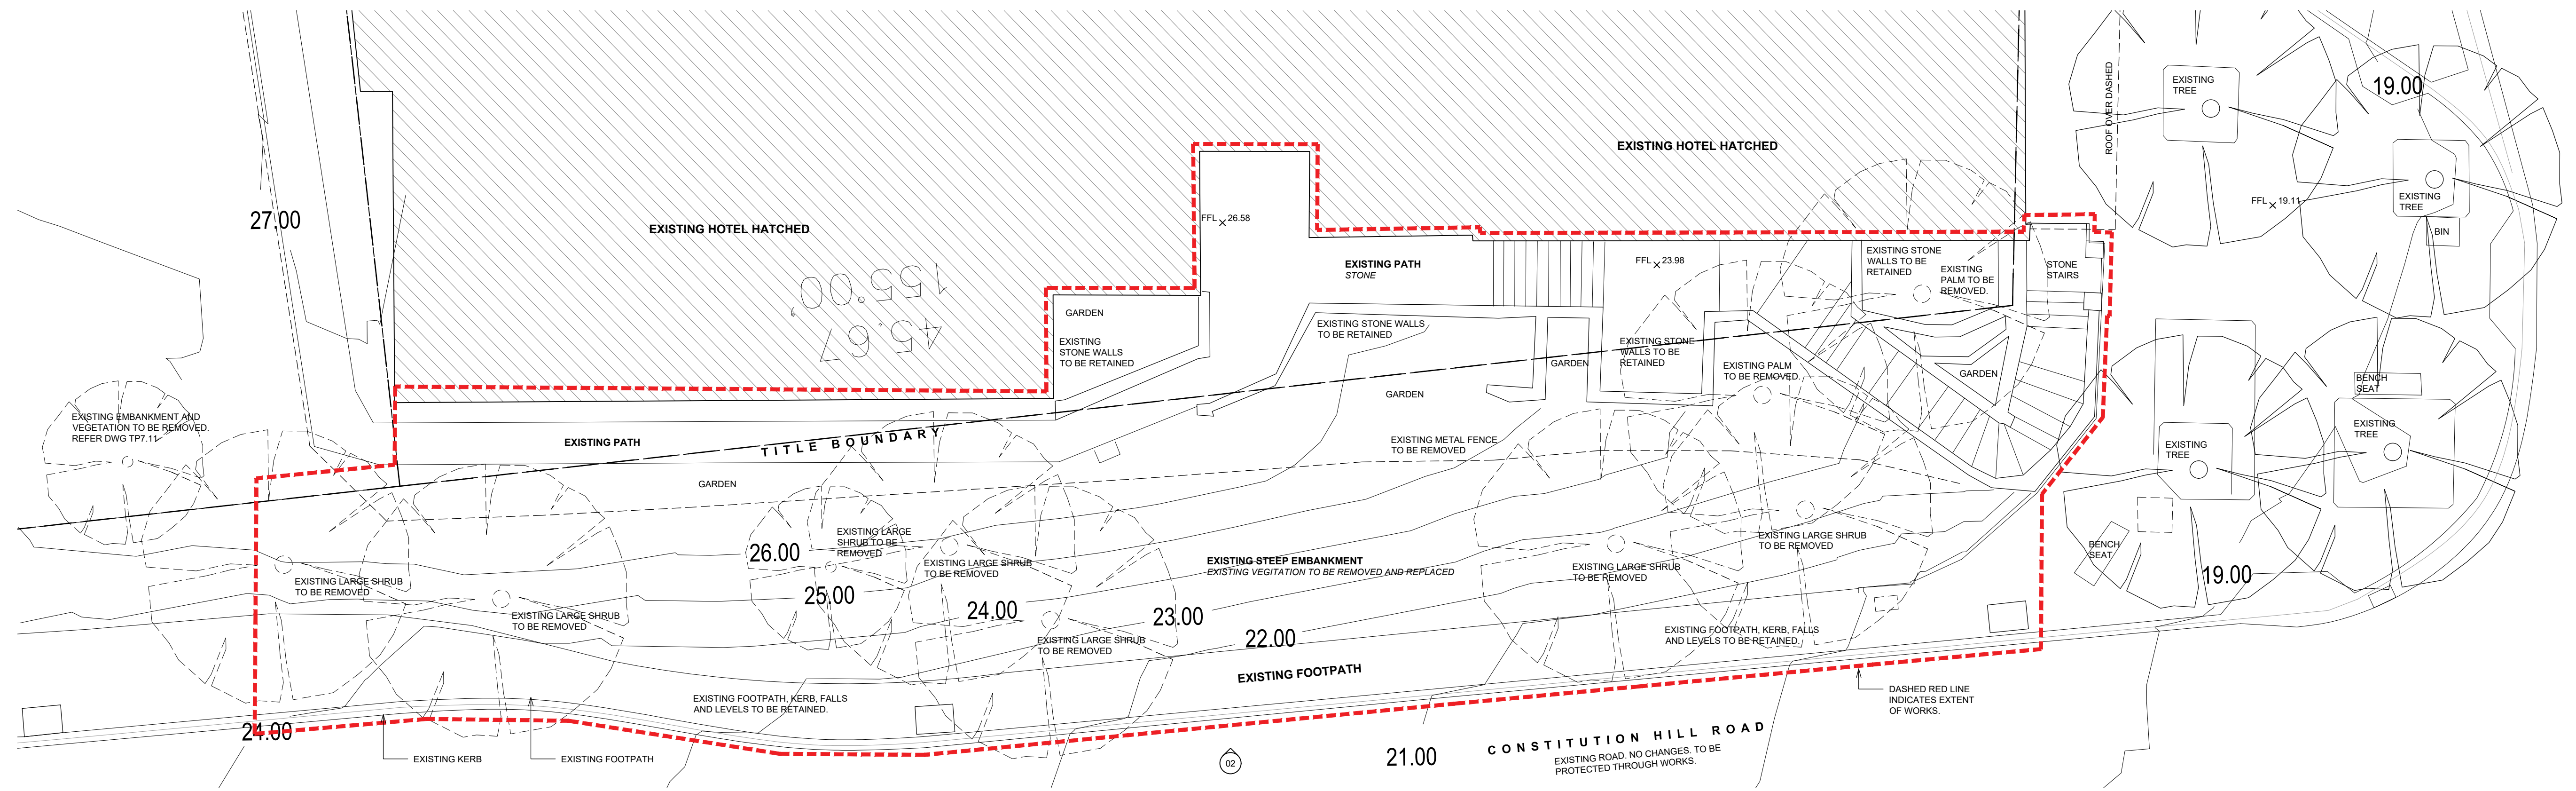 EXISTING
TREE
19.00
ROOF OVER DASHED
EXISTING HOTEL HATCHED
EXISTING
TREE
FFL 19.11
BIN
27.00
FFL 26.58
EXISTING HOTEL HATCHED
155°00'
45.67
EXISTING PATH
STONE
FFL 23.98
EXISTING STONE
WALLS TO BE
RETAINED
EXISTING
PALM TO BE
REMOVED.
STONE
STAIRS
GARDEN
EXISTING
STONE WALLS
TO BE RETAINED
EXISTING STONE WALLS
TO BE RETAINED
EXISTING STONE
WALLS TO BE
RETAINED
GARDEN
EXISTING PALM
TO BE REMOVED.
GARDEN
GARDEN
BENCH
SEAT
EXISTING EMBANKMENT AND
VEGETATION TO BE REMOVED.
REFER DWG TP7.11
EXISTING PATH
TITLE BOUNDARY
EXISTING METAL FENCE
TO BE REMOVED
EXISTING
TREE
EXISTING
TREE
GARDEN
26.00
EXISTING LARGE
SHRUB TO BE
REMOVED
EXISTING LARGE SHRUB
TO BE REMOVED
EXISTING STEEP EMBANKMENT
EXISTING VEGITATION TO BE REMOVED AND REPLACED
EXISTING LARGE SHRUB
TO BE REMOVED
EXISTING LARGE SHRUB
TO BE REMOVED
BENCH
SEAT
19.00
EXISTING LARGE SHRUB
TO BE REMOVED
25.00
24.00
23.00
22.00
EXISTING LARGE SHRUB
TO BE REMOVED
EXISTING LARGE SHRUB
TO BE REMOVED
EXISTING FOOTPATH, KERB, FALLS
AND LEVELS TO BE RETAINED.
EXISTING FOOTPATH
EXISTING FOOTPATH, KERB, FALLS
AND LEVELS TO BE RETAINED.
DASHED RED LINE
INDICATES EXTENT
OF WORKS.
24.00
EXISTING KERB
EXISTING FOOTPATH
02
21.00
CONSTITUTION HILL ROAD
EXISTING ROAD. NO CHANGES. TO BE
PROTECTED THROUGH WORKS.